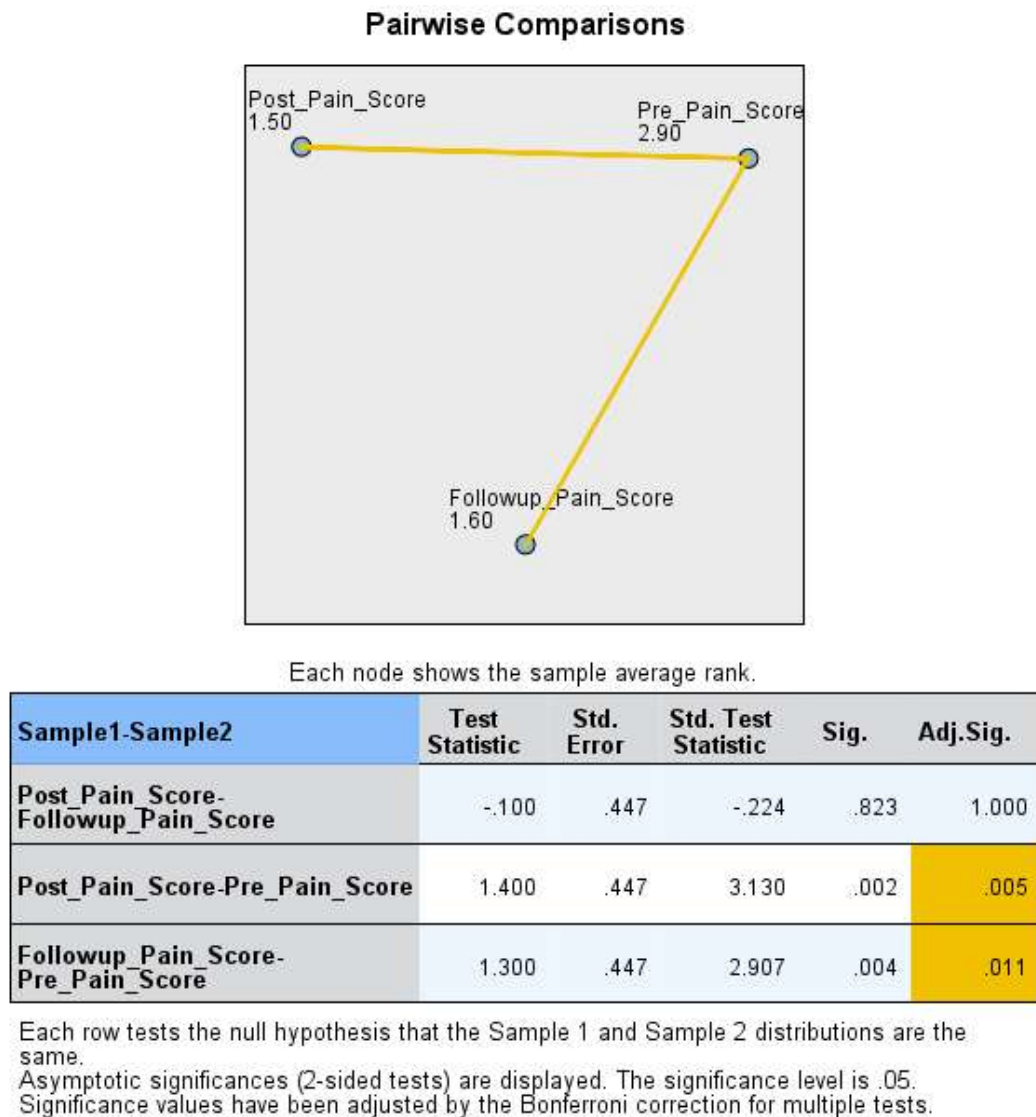 Pairwise Comparisons
Post_Pain_Score
1.50
Pre_Pain_Score
2.90
Followup_Pain_Score
1.60
Each node shows the sample average rank.
Sample1-Sample2 Test Statistic Std. Error Std. Test Statistic Sig. Adj.Sig.
Post_Pain_Score-
Followup_Pain_Score -.100 .447 -.224 .823 1.000
Post_Pain_Score-Pre_Pain_Score 1.400 .447 3.130 .002 .005
Followup_Pain_Score-
Pre_Pain_Score 1.300 .447 2.907 .004 .011
Each row tests the null hypothesis that the Sample 1 and Sample 2 distributions are the
same.
Asymptotic significances (2-sided tests) are displayed. The significance level is .05.
Significance values have been adjusted by the Bonferroni correction for multiple tests.